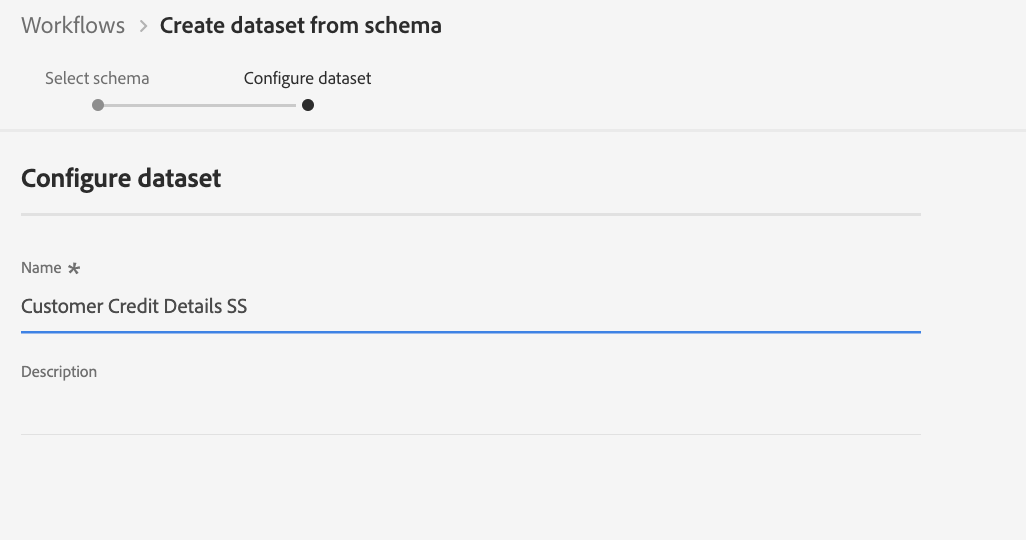 Workflows > Create dataset from schema
Select schema Configure dataset
Configure dataset
Name *
Customer Credit Details SS
Description